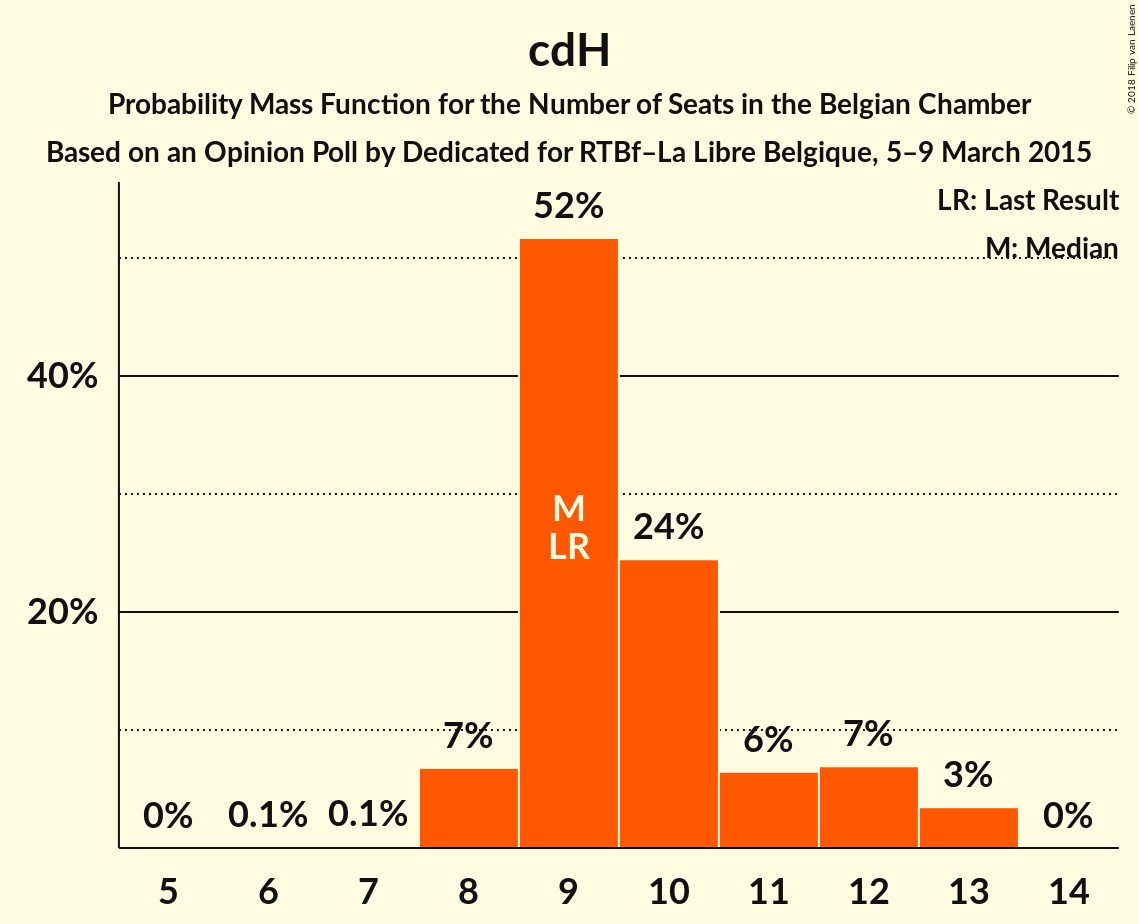 cdH
Probability Mass Function for the Number of Seats in the Belgian Chamber
Based on an Opinion Poll by Dedicated for RTBf–La Libre Belgique, 5–9 March 2015
© 2018 Filip van Laenen
LR: Last Result
M: Median
52%
40%
M
LR
24%
20%
7%
6%
7%
3%
0%
0.1%
0.1%
0%
5 6 7 8 9 10 11 12 13 14